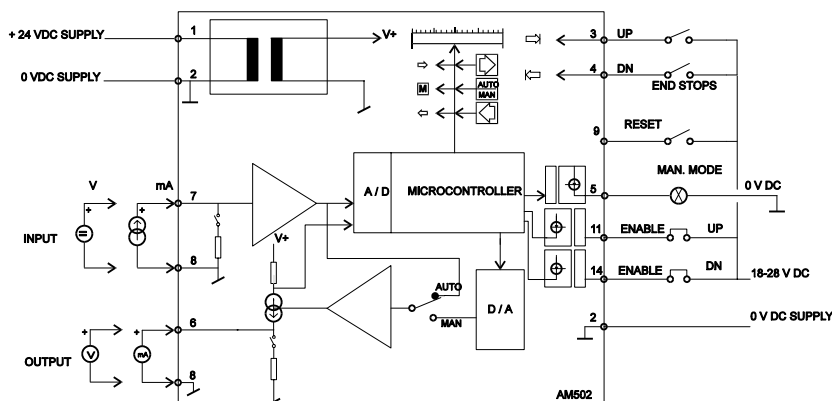 + 24 VDC SUPPLY
1
V+
3
UP
0 VDC SUPPLY
2
4
DN
END STOPS
M
AUTO
MAN
9
RESET
MAN. MODE
V
mA
7
A / D
MICROCONTROLLER
5
0 V DC
+
+
INPUT
11
ENABLE
UP
8
V+
14
ENABLE
DN
18-28 V DC
AUTO
D / A
6
MAN
2
0 V DC SUPPLY
+
+
OUTPUT
V
mA
8
AM502